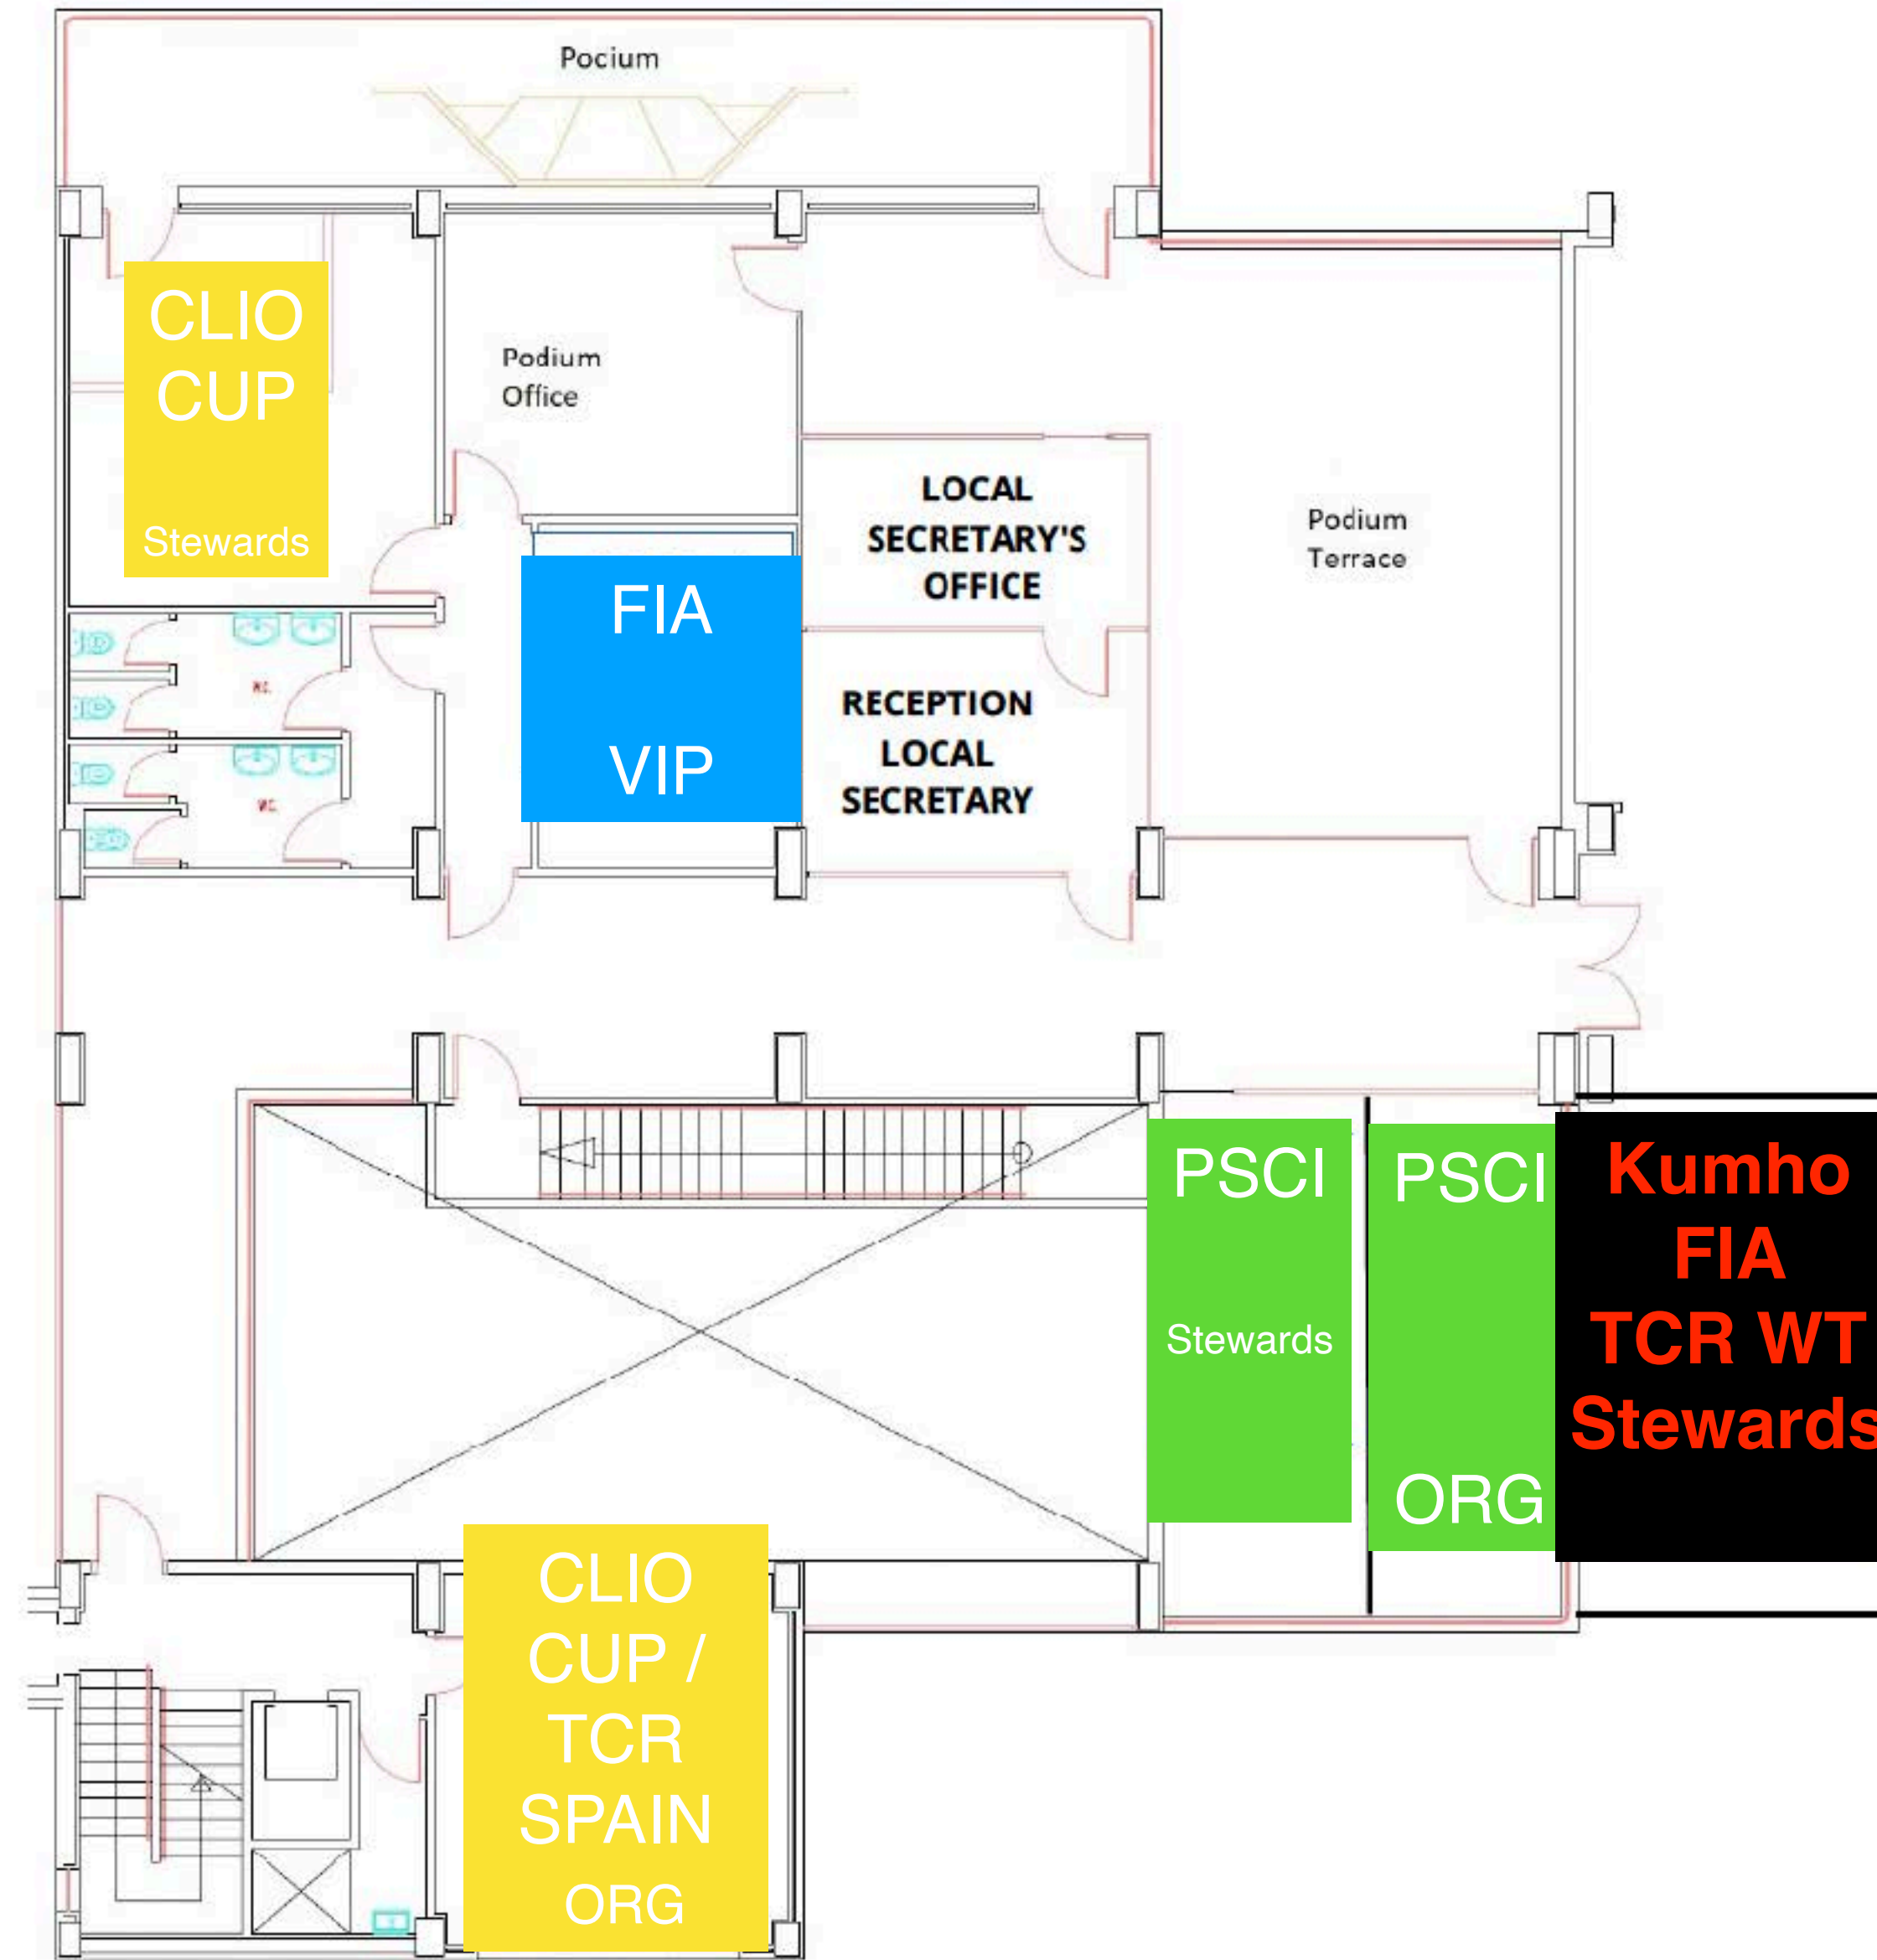 Pocium
CLIO
CUP
Stewards
Podium
Office
LOCAL
SECRETARY'S
OFFICE
Podium
Terrace
FIA
VIP
RECEPTION
LOCAL
SECRETARY
W.C.
W.C.
PSCI
Stewards
PSCI
ORG
Kumho
FIA
TCR WT
Stewards
CLIO
CUP /
TCR
SPAIN
ORG